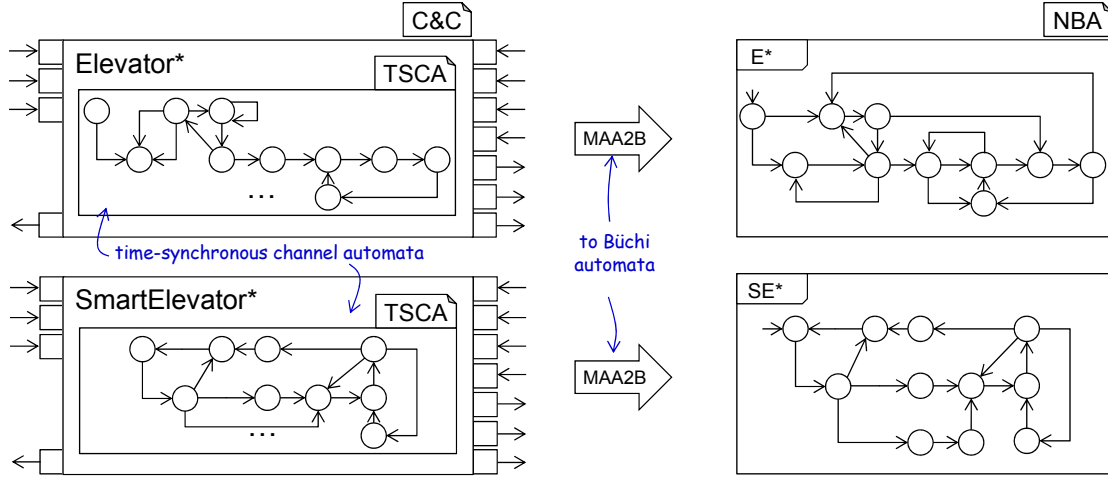 C&C
NBA
Elevator*
TSCA
E*
...
MAA2B
time-synchronous channel automata
to Büchi
automata
SmartElevator*
TSCA
SE*
...
MAA2B